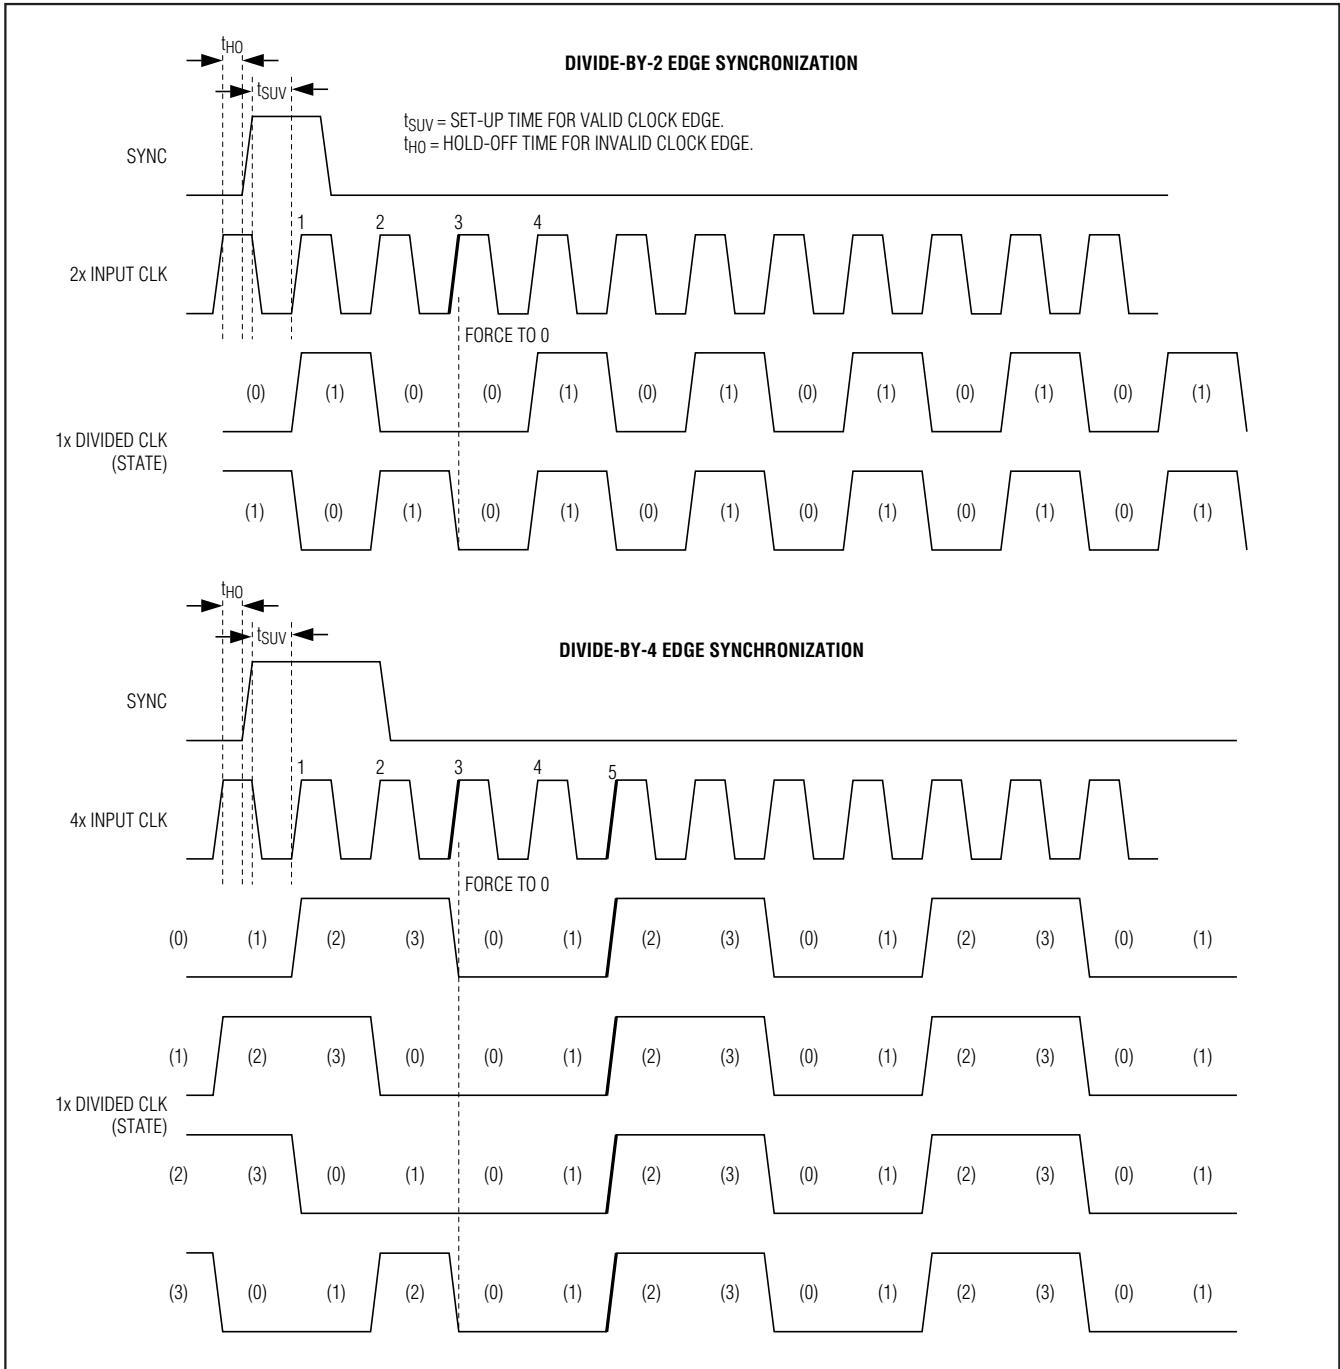 tHO
DIVIDE-BY-2 EDGE SYNCRONIZATION
tSUV
tSUV = SET-UP TIME FOR VALID CLOCK EDGE.
tHO = HOLD-OFF TIME FOR INVALID CLOCK EDGE.
SYNC
1 2 3 4
2x INPUT CLK
FORCE TO 0
(0) (1) (0) (0) (1) (0) (1) (0) (1) (0) (1) (0) (1)
1x DIVIDED CLK
(STATE)
(1) (0) (1) (0) (1) (0) (1) (0) (1) (0) (1) (0) (1)
tHO
tSUV
DIVIDE-BY-4 EDGE SYNCHRONIZATION
SYNC
1 2 3 4 5
4x INPUT CLK
FORCE TO 0
(0) (1) (2) (3) (0) (1) (2) (3) (0) (1) (2) (3) (0) (1)
(1) (2) (3) (0) (0) (1) (2) (3) (0) (1) (2) (3) (0) (1)
1x DIVIDED CLK
(STATE)
(2) (3) (0) (1) (0) (1) (2) (3) (0) (1) (2) (3) (0) (1)
(3) (0) (1) (2) (0) (1) (2) (3) (0) (1) (2) (3) (0) (1)